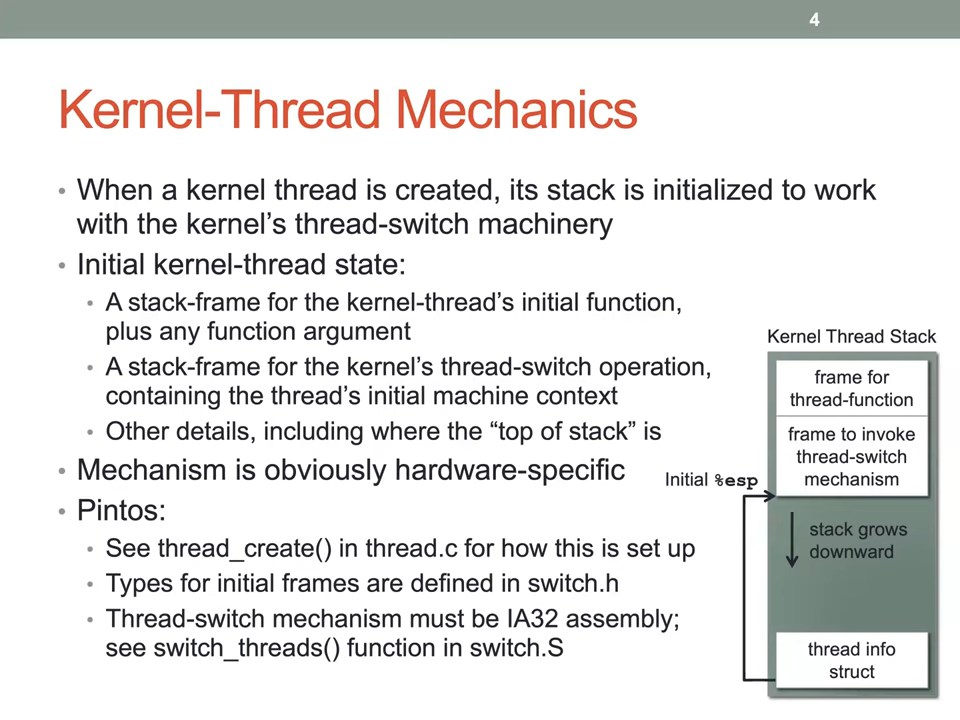 4
Kernel-Thread Mechanics
• When a kernel thread is created, its stack is initialized to work
with the kernel’s thread-switch machinery
• Initial kernel-thread state:
• A stack-frame for the kernel-thread’s initial function,
plus any function argument
• A stack-frame for the kernel’s thread-switch operation,
containing the thread’s initial machine context
• Other details, including where the “top of stack” is
• Mechanism is obviously hardware-specific
• Pintos:
• See thread_create() in thread.c for how this is set up
• Types for initial frames are defined in switch.h
• Thread-switch mechanism must be IA32 assembly;
see switch_threads() function in switch.S
Kernel Thread Stack
frame for
thread-function
frame to invoke
thread-switch
mechanism
Initial %esp
stack grows
downward
thread info
struct